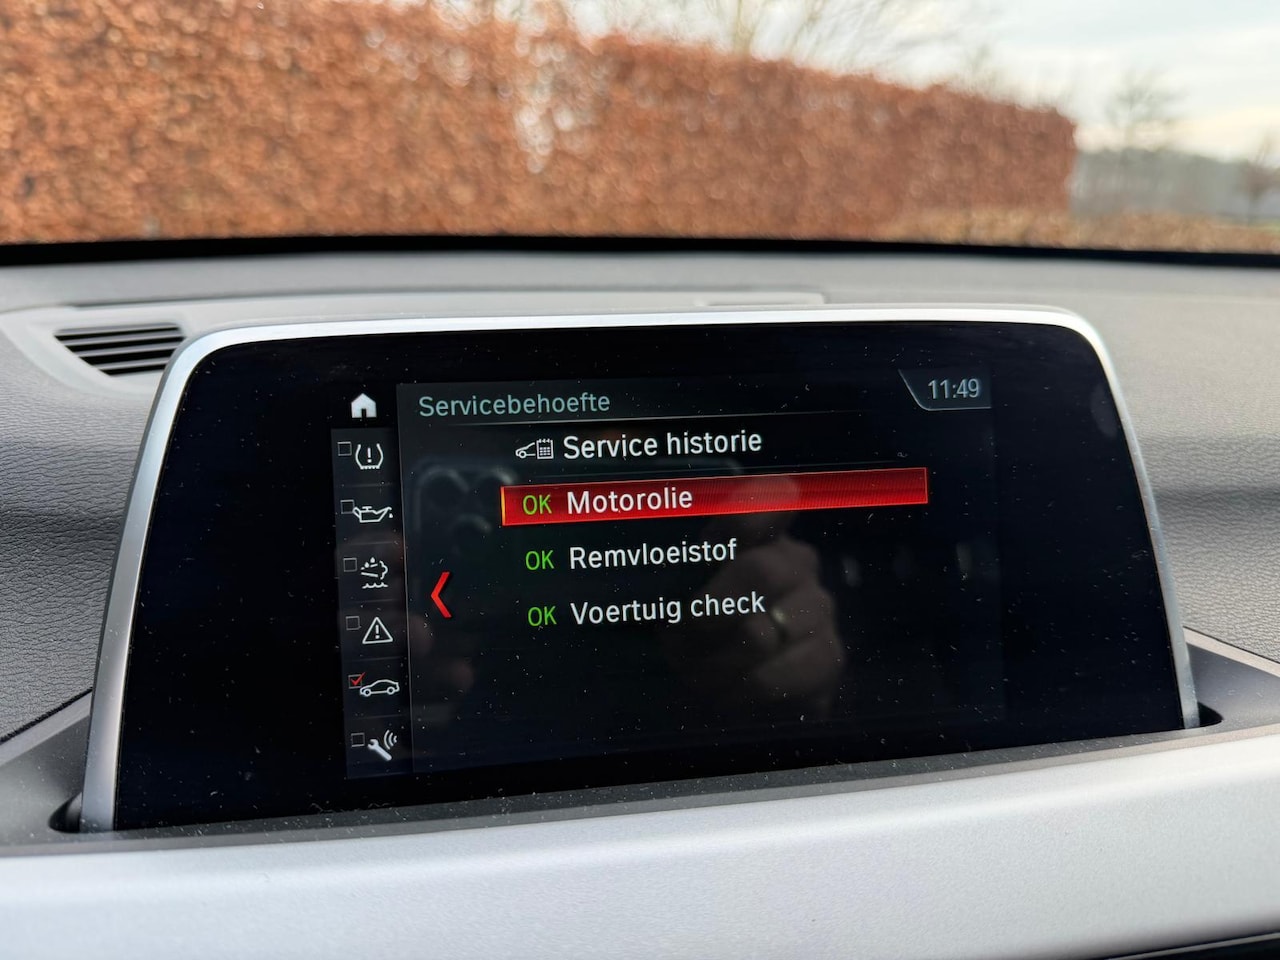 Servicebehoefte
11:49
Service historie
OK Motorolie
OK Remvloeistof
OK Voertuig check